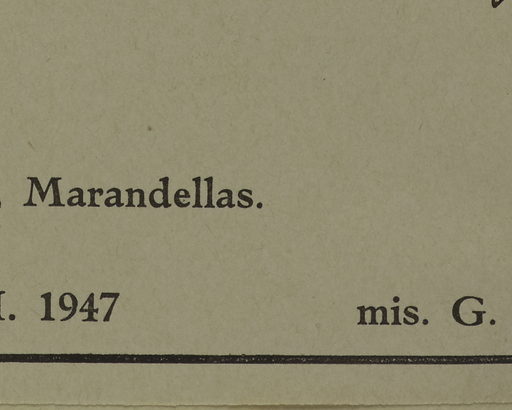 Marandellas.
1947 mis. G.